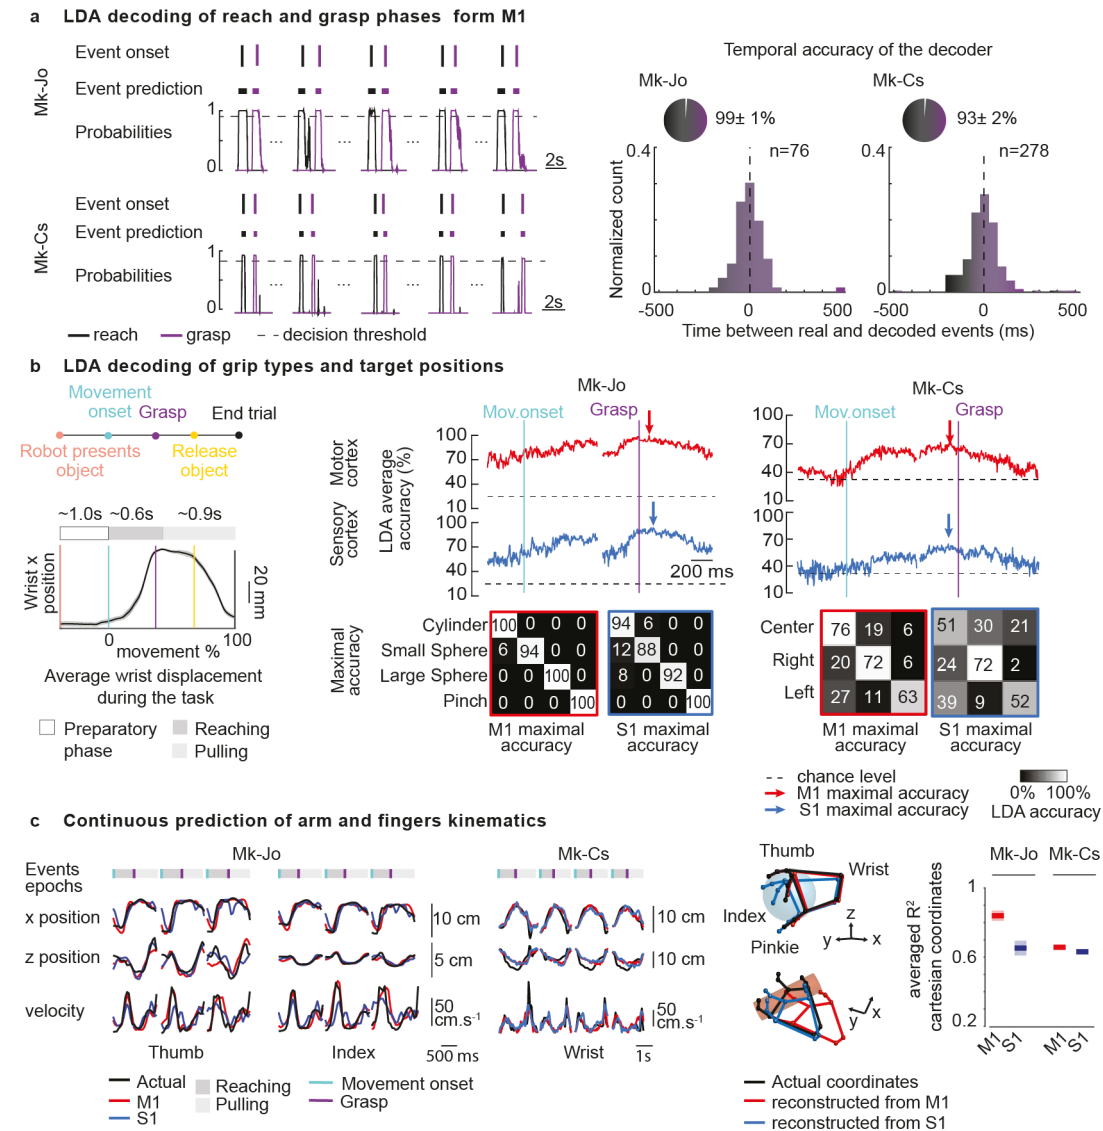 a LDA decoding of reach and grasp phases form M1
Mk-Jo
Event onset
Event prediction
Probabilities
1
0
...
...
...
...
2s
Mk-Cs
Event onset
Event prediction
Probabilities
1
0
...
...
...
...
2s
reach grasp decision threshold
Temporal accuracy of the decoder
Mk-Jo
99± 1%
n=76
Mk-Cs
93± 2%
n=278
Normalized count
0.4
0
-500 0 500
0.4
0
-500 0 500
Time between real and decoded events (ms)
b LDA decoding of grip types and target positions
Movement
onset
Grasp
End trial
Robot presents
object
Release
object
~1.0s ~0.6s ~0.9s
Wrist x
position
20 mm
0 100
movement %
Average wrist displacement
during the task
Preparatory
phase
Reaching
Pulling
Mk-Jo
Mov.onset Grasp
Motor
cortex
Sensory
cortex
LDA average
accuracy (%)
100
70
40
10
100
70
40
10
200 ms
Mk-Cs
Mov.onset Grasp
100
70
40
10
100
70
40
10
Maximal
accuracy
Cylinder 100 0 0 0 94 6 0 0
Small Sphere 6 94 0 0 12 88 0 0
Large Sphere 0 0 100 0 8 0 92 0
Pinch 0 0 0 100 0 0 0 100
M1 maximal
accuracy
S1 maximal
accuracy
Center 76 19 6 51 30 21
Right 20 72 6 24 72 2
Left 27 11 63 39 9 52
M1 maximal
accuracy
S1 maximal
accuracy
chance level
M1 maximal accuracy
S1 maximal accuracy
0% 100%
LDA accuracy
c Continuous prediction of arm and fingers kinematics
Mk-Jo
Mk-Cs
Events
epochs
x position
z position
velocity
10 cm
5 cm
50
cm.s⁻¹
10 cm
10 cm
50
cm.s⁻¹
Thumb
Index
500 ms
Wrist
1s
Actual
M1
S1
Reaching
Pulling
Movement onset
Grasp
Thumb
Wrist
Index
Pinkie
z
y x
y x
Actual coordinates
reconstructed from M1
reconstructed from S1
Mk-Jo Mk-Cs
averaged R²
cartesian coordinates
1
0.6
0.2
M1 S1 M1 S1